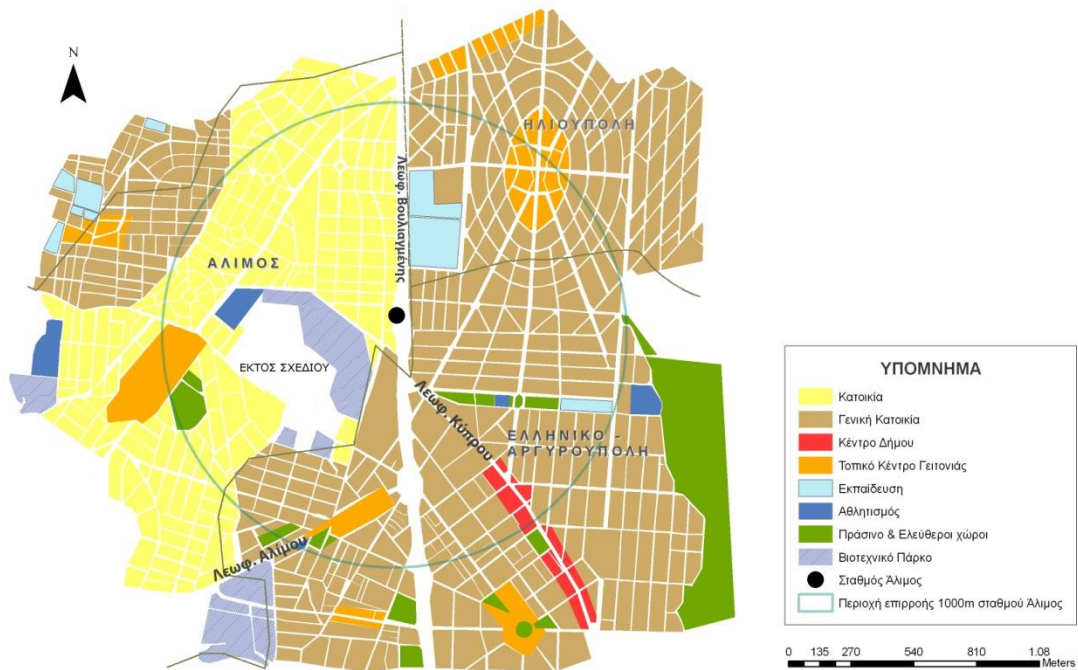 N
ΗΛΙΟΥΠΟΛΗ
Λεωφ. Βουλιαγμένης
ΑΛΙΜΟΣ
ΕΚΤΟΣ ΣΧΕΔΙΟΥ
Λεωφ. Κύπρου
ΕΛΛΗΝΙΚΟ -
ΑΡΓΥΡΟΥΠΟΛΗ
Λεωφ. Αλίμου
ΥΠΟΜΝΗΜΑ
Κατοικία
Γενική Κατοικία
Κέντρο Δήμου
Τοπικό Κέντρο Γειτονιάς
Εκπαίδευση
Αθλητισμός
Πράσινο & Ελεύθεροι χώροι
Βιοτεχνικό Πάρκο
Σταθμός Άλιμος
Περιοχή επιρροής 1000m σταθμού Άλιμος
0 135 270 540 810 1.08
Meters